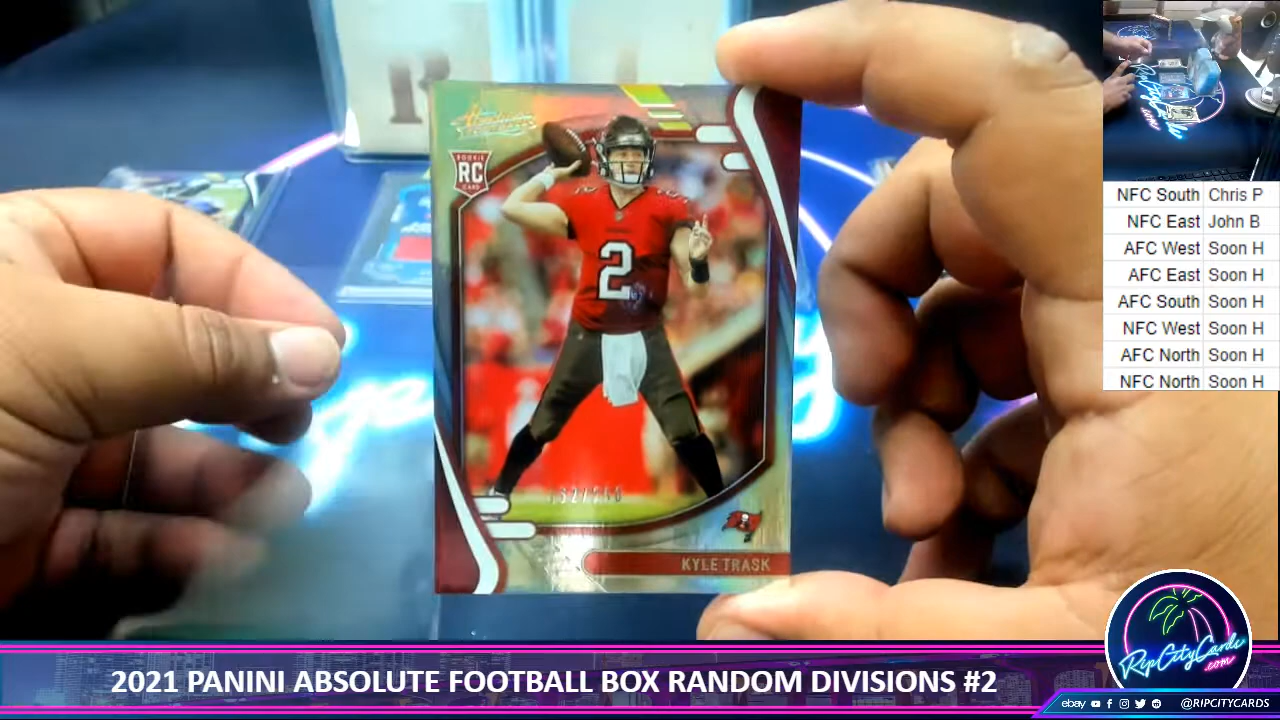 Absolute
ROOKIE
RC
CARD
2
KYLE TRASK
NFC South Chris P
NFC East John B
AFC West Soon H
AFC East Soon H
AFC South Soon H
NFC West Soon H
AFC North Soon H
NFC North Soon H
RipCityCards
.com
2021 PANINI ABSOLUTE FOOTBALL BOX RANDOM DIVISIONS #2
ebay @RIPCITYCARDS